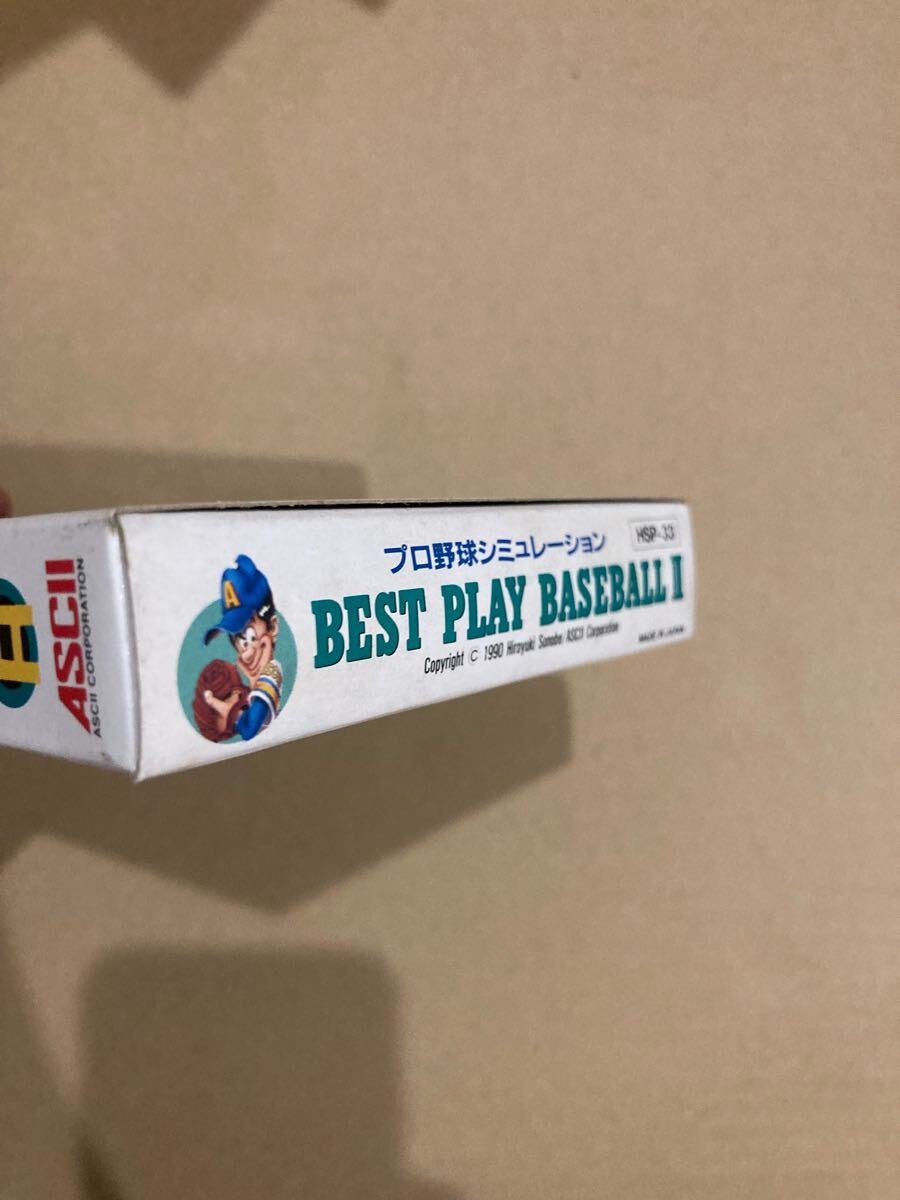 ASCII
ASCII CORPORATION
A
プロ野球シミュレーション
HSP-33
BEST PLAY BASEBALL II
Copyright © 1990 Hiroyuki Sonobe/ASCII Corporation
MADE IN JAPAN